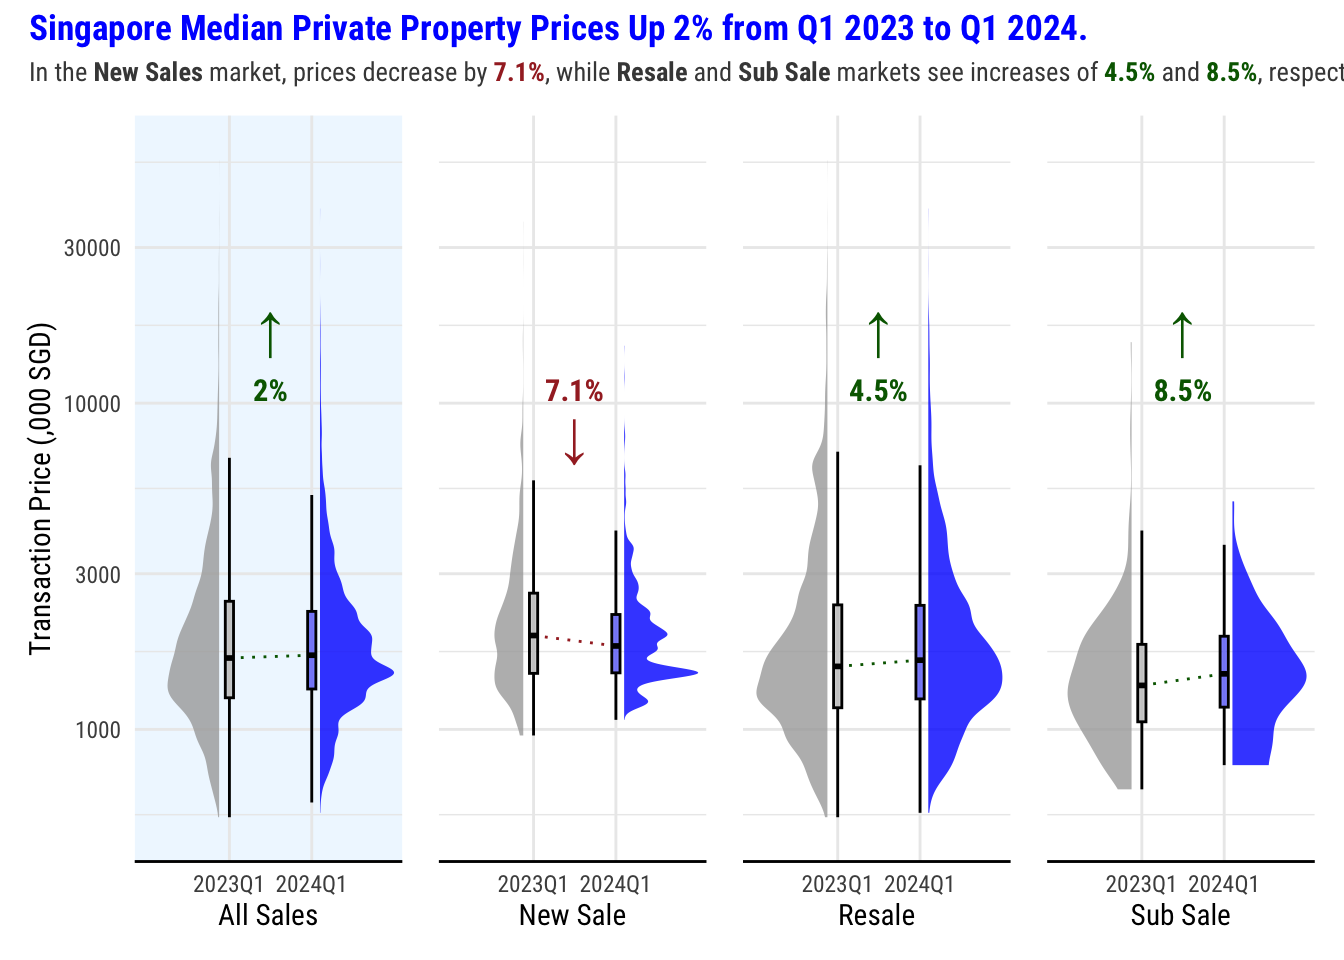 Singapore Median Private Property Prices Up 2% from Q1 2023 to Q1 2024.
In the New Sales market, prices decrease by 7.1%, while Resale and Sub Sale markets see increases of 4.5% and 8.5%, respect
Transaction Price (,000 SGD)
30000
10000
3000
1000
2%
7.1%
4.5%
8.5%
2023Q1 2024Q1
All Sales
2023Q1 2024Q1
New Sale
2023Q1 2024Q1
Resale
2023Q1 2024Q1
Sub Sale